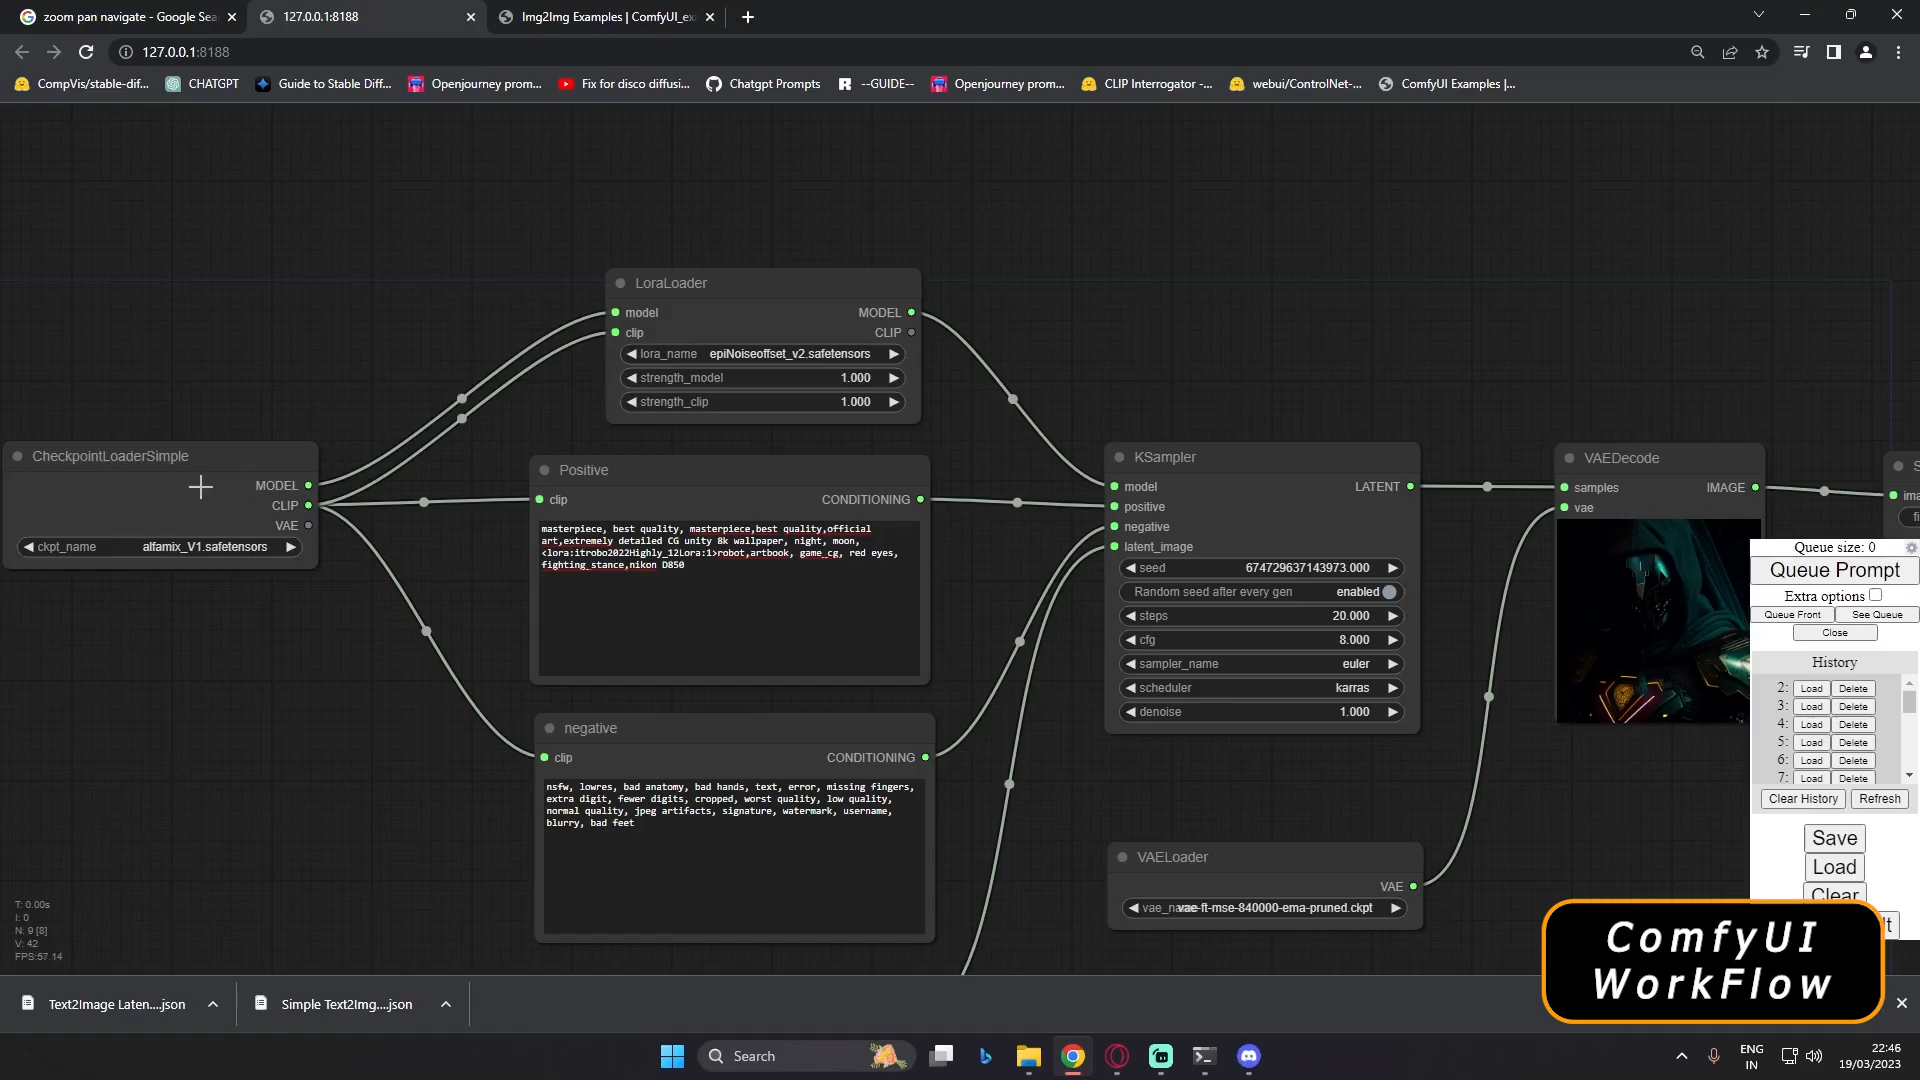 zoom pan navigate - Google Sea
127.0.0.1:8188
Img2Img Examples | ComfyUI_ex
127.0.0.1:8188
CompVis/stable-dif...
CHATGPT
Guide to Stable Diff...
Openjourney prom...
Fix for disco diffusi...
Chatgpt Prompts
--GUIDE--
Openjourney prom...
CLIP Interrogator -...
webui/ControlNet-...
ComfyUI Examples |...
LoraLoader
model MODEL
clip CLIP
lora_name epiNoiseoffset_v2.safetensors
strength_model 1.000
strength_clip 1.000
CheckpointLoaderSimple
MODEL
CLIP
VAE
ckpt_name alfamix_V1.safetensors
Positive
clip CONDITIONING
masterpiece, best quality, masterpiece,best quality,official
art,extremely detailed CG unity 8k wallpaper, night, moon,
<lora:itrobo2022Highly_12Lora:1>robot,artbook, game_cg, red eyes,
fighting_stance,nikon D850
negative
clip CONDITIONING
nsfw, lowres, bad anatomy, bad hands, text, error, missing fingers,
extra digit, fewer digits, cropped, worst quality, low quality,
normal quality, jpeg artifacts, signature, watermark, username,
blurry, bad feet
KSampler
model LATENT
positive
negative
latent_image
seed 674729637143973.000
Random seed after every gen enabled
steps 20.000
cfg 8.000
sampler_name euler
scheduler karras
denoise 1.000
VAELoader
VAE
vae-ft-mse-840000-ema-pruned.ckpt
VAEDecode
samples IMAGE
vae
S
ima
fi
Queue size: 0
Queue Prompt
Extra options
Queue Front See Queue
Close
History
2: Load Delete
3: Load Delete
4: Load Delete
5: Load Delete
6: Load Delete
7: Load Delete
Clear History Refresh
Save
Load
Clear
lt
ComfyUI
WorkFlow
T: 0.00s
I: 0
N: 9 [8]
V: 42
FPS:57.14
Text2Image Laten....json
Simple Text2Img....json
Search
ENG
IN
22:46
19/03/2023